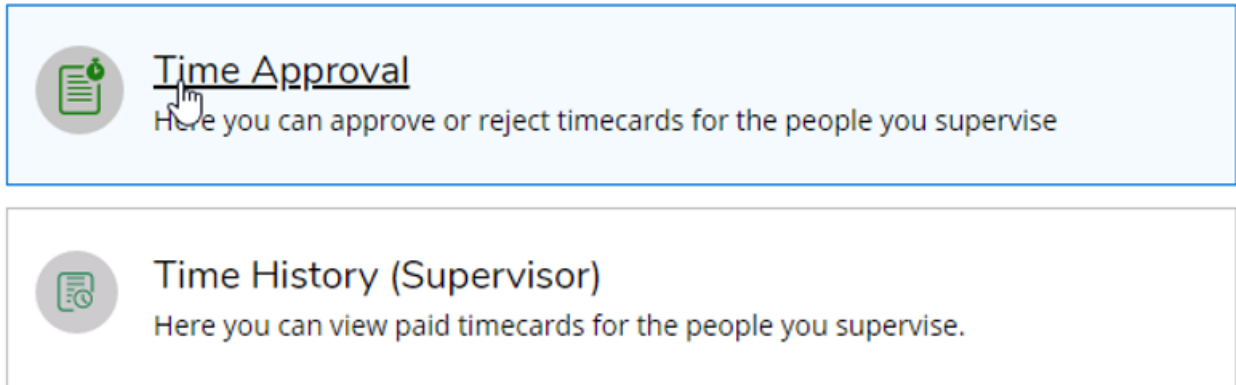 Time Approval
Here you can approve or reject timecards for the people you supervise
Time History (Supervisor)
Here you can view paid timecards for the people you supervise.